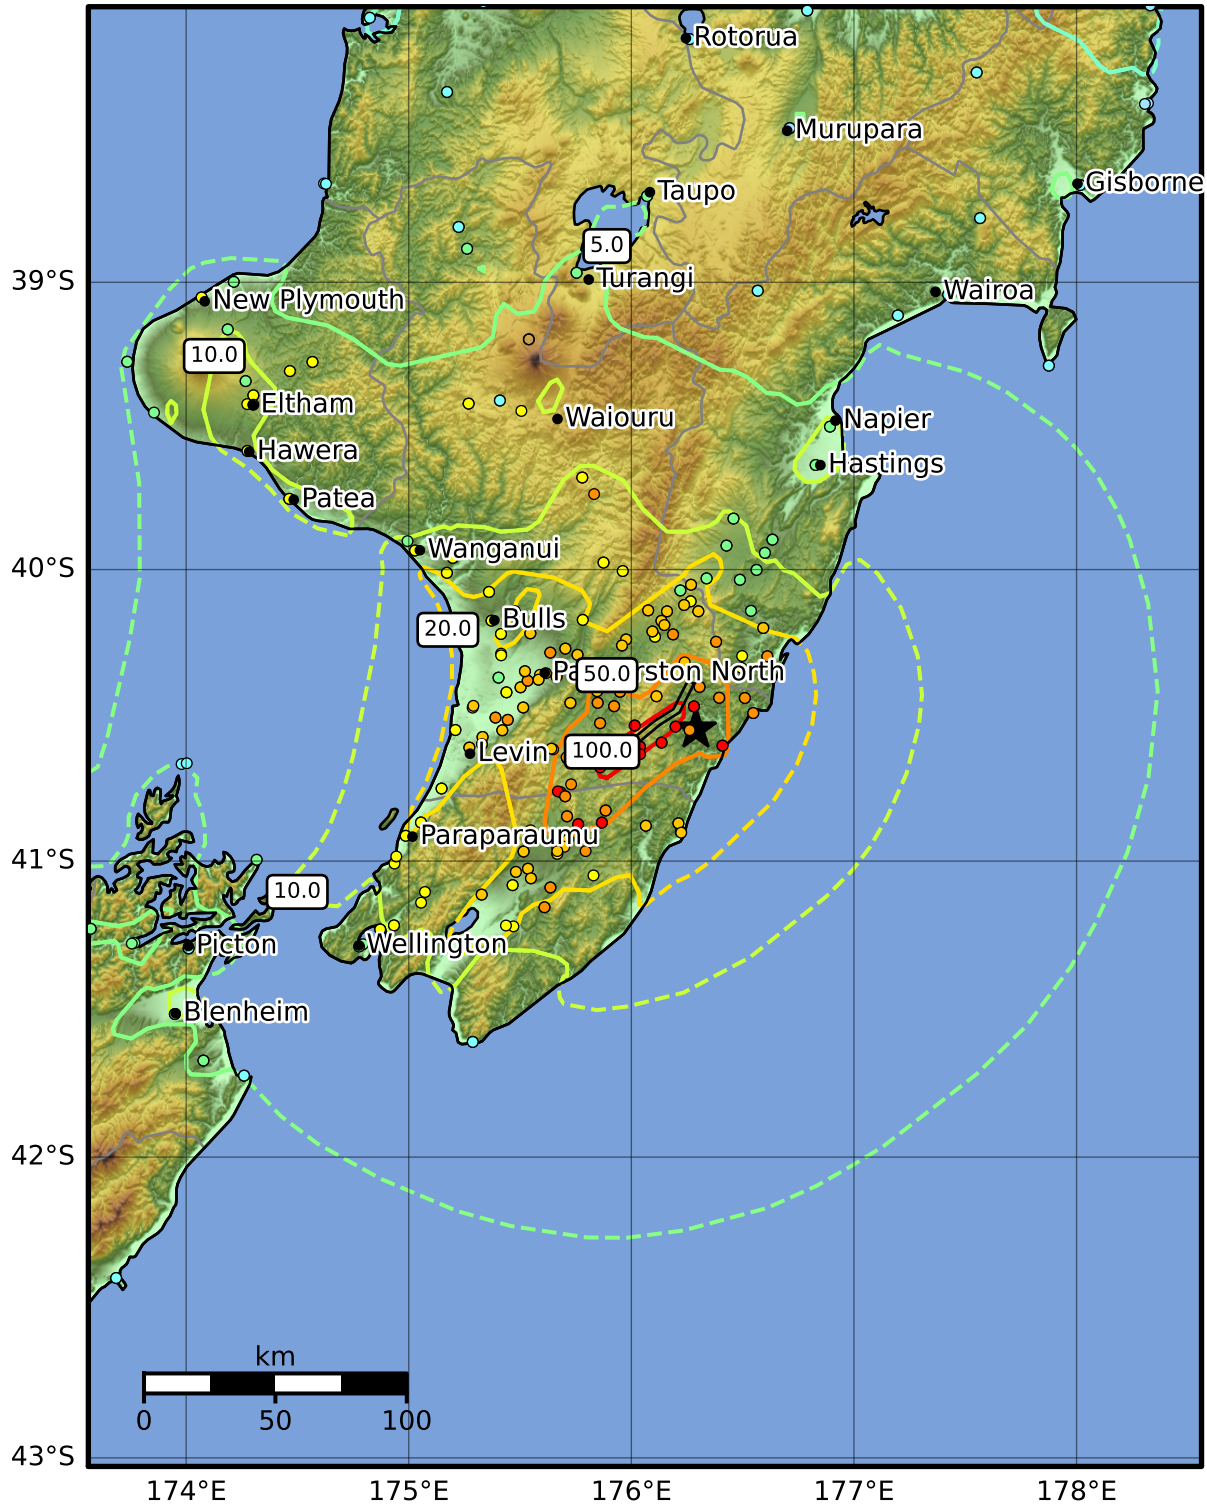 Rotorua
Murupara
Gisborne
Taupo
5.0
Turangi
39°S
Wairoa
New Plymouth
10.0
Eltham
Waiouru
Napier
Hawera
Hastings
Patea
Wanganui
40°S
Bulls
20.0
Pa
rston North
50.0
Levin
100.0
Paraparaumu
41°S
10.0
Picton
Wellington
Blenheim
42°S
km
0 50 100
43°S
174°E 175°E 176°E 177°E 178°E